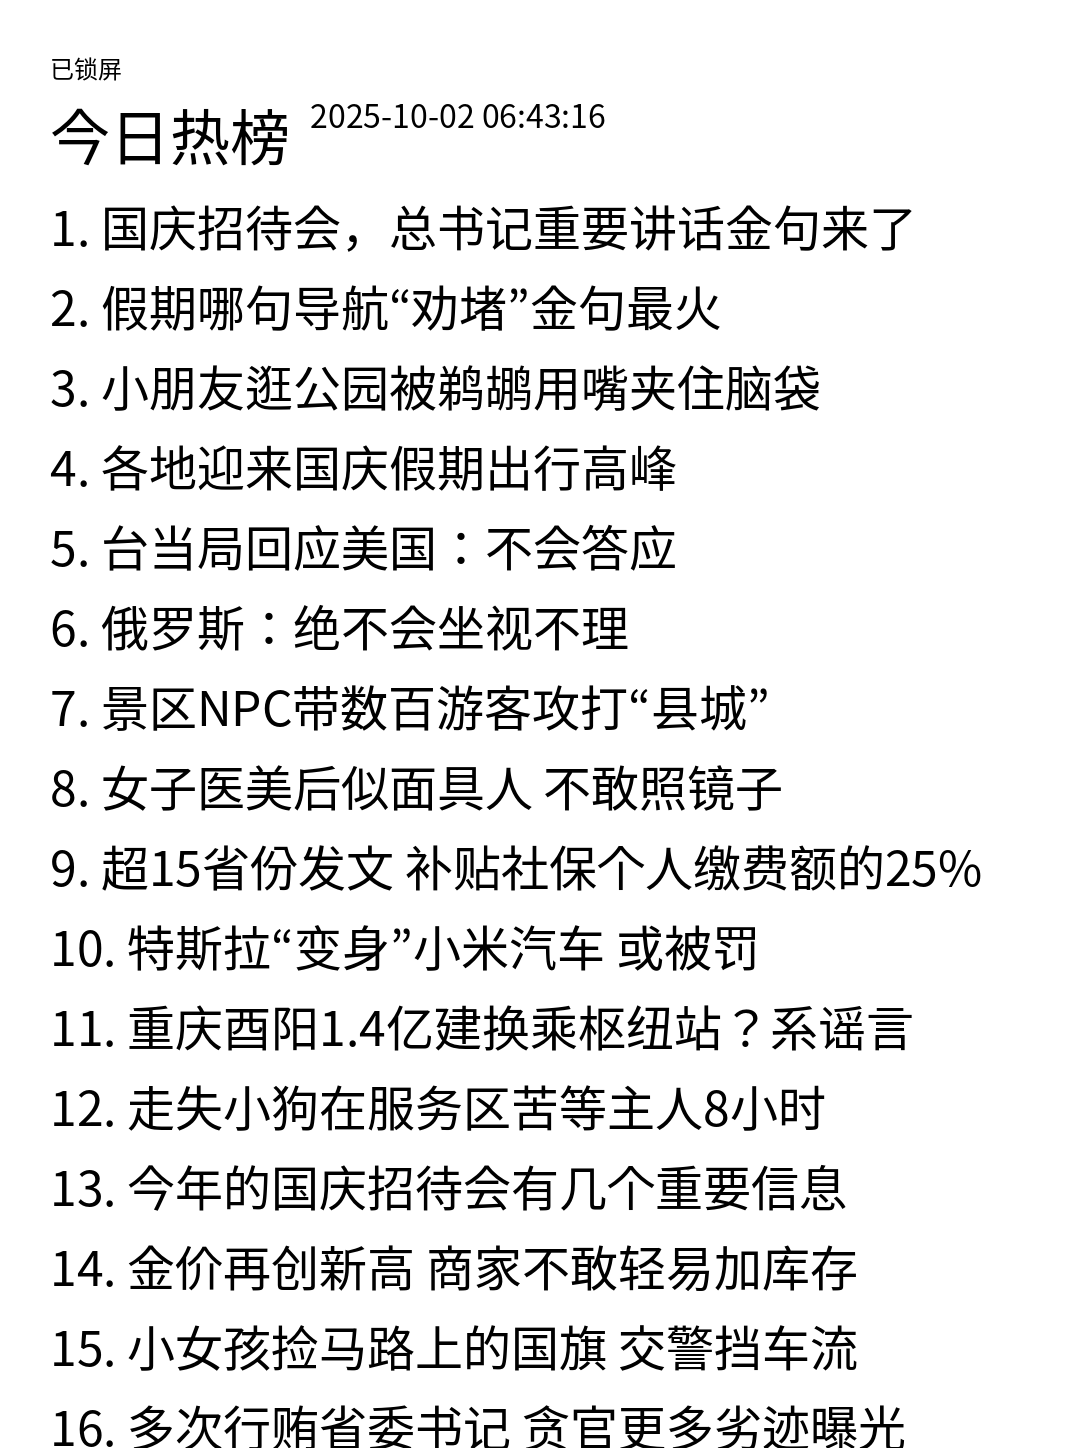 已锁屏
今日热榜 2025-10-02 06:43:16
1. 国庆招待会，总书记重要讲话金句来了
2. 假期哪句导航“劝堵”金句最火
3. 小朋友逛公园被鹈鹕用嘴夹住脑袋
4. 各地迎来国庆假期出行高峰
5. 台当局回应美国：不会答应
6. 俄罗斯：绝不会坐视不理
7. 景区NPC带数百游客攻打“县城”
8. 女子医美后似面具人 不敢照镜子
9. 超15省份发文 补贴社保个人缴费额的25%
10. 特斯拉“变身”小米汽车 或被罚
11. 重庆酉阳1.4亿建换乘枢纽站？系谣言
12. 走失小狗在服务区苦等主人8小时
13. 今年的国庆招待会有几个重要信息
14. 金价再创新高 商家不敢轻易加库存
15. 小女孩捡马路上的国旗 交警挡车流
16. 多次行贿省委书记 贪官更多劣迹曝光